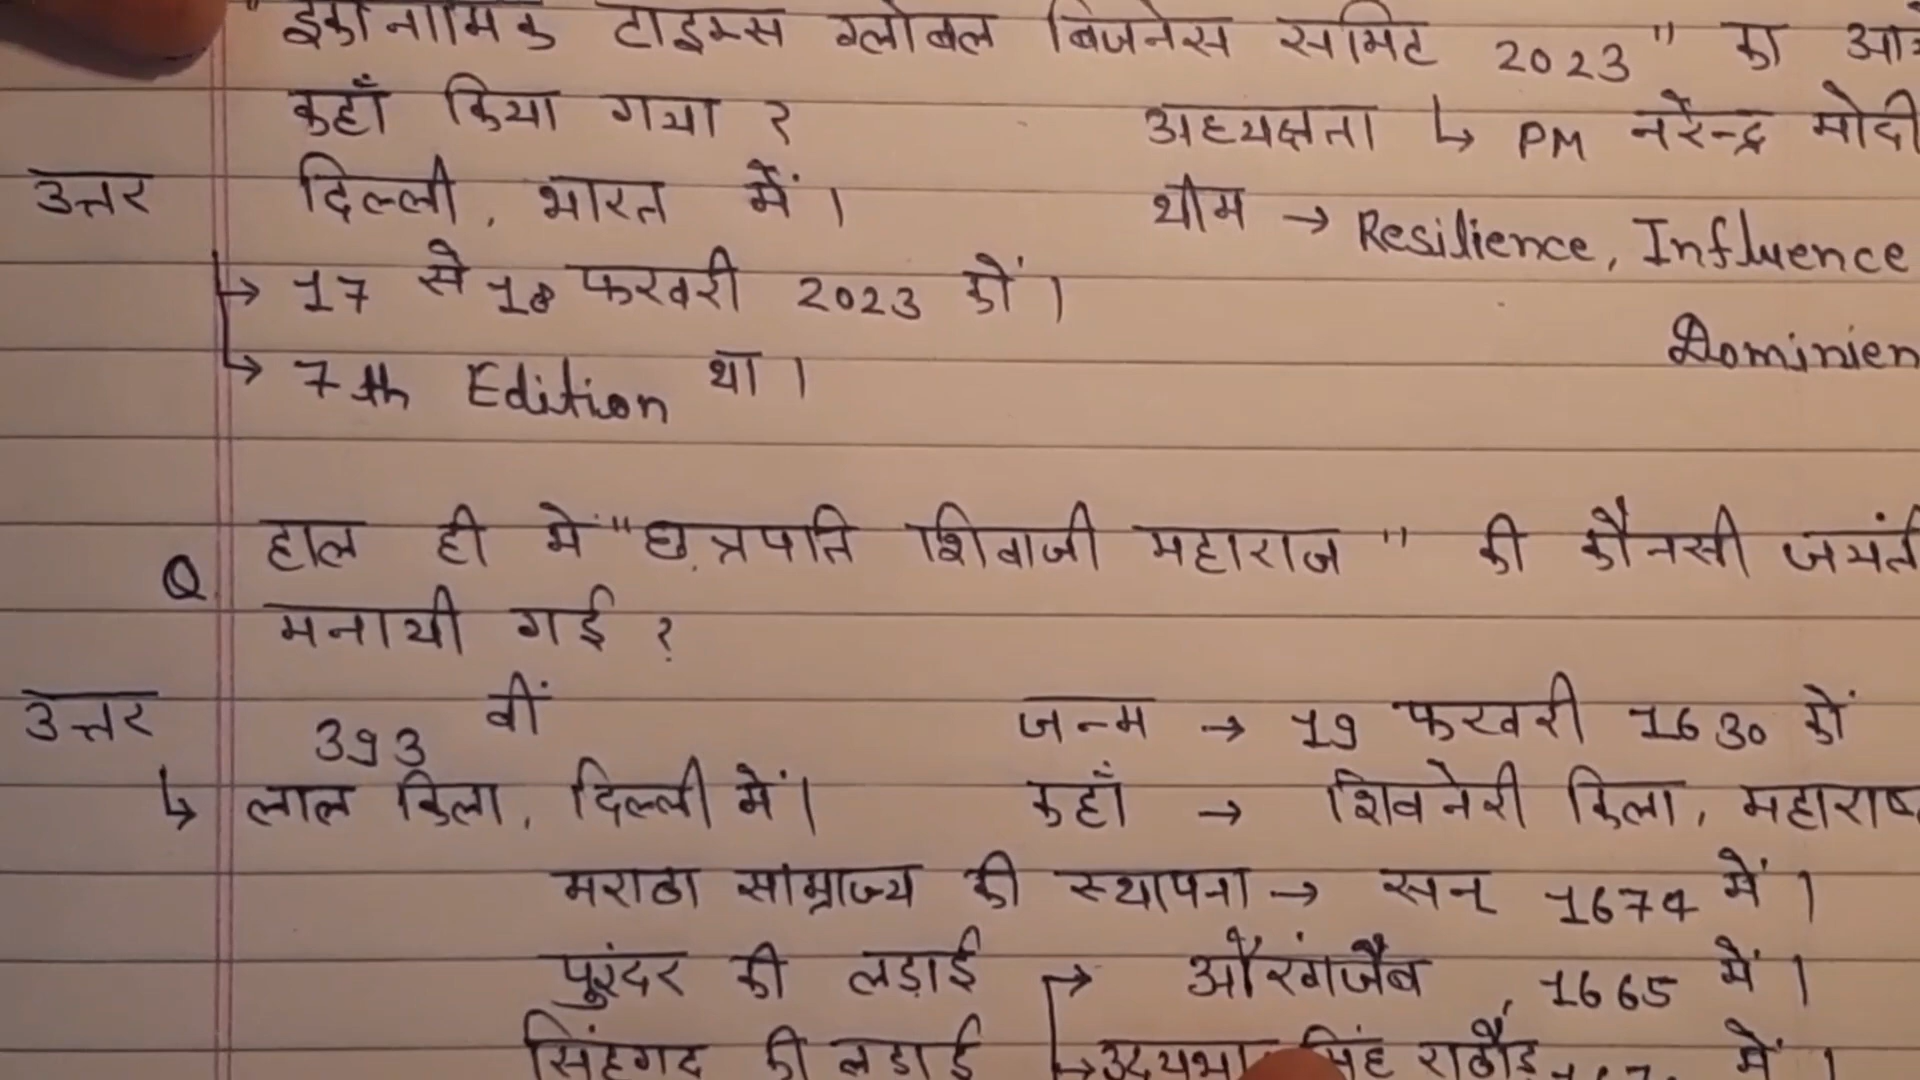 "इकोनॉमिक टाइम्स ग्लोबल बिजनेस समिट 2023" का
कहाँ किया गया ? अध्यक्षता ↳ PM नरेन्द्र मोदी
उत्तर दिल्ली, भारत में। थीम → Resilience, Influence
↳ 17 से 18 फरवरी 2023 को। Dominien
↳ 7th Edition था।
Q हाल ही में "छत्रपति शिवाजी महाराज" की कौनसी जयंती
मनायी गई ?
उत्तर 393 वीं जन्म → 19 फरवरी 1630 को
↳ लाल किला, दिल्ली में। कहाँ → शिवनेरी किला,
मराठा साम्राज्य की स्थापना → सन् 1674 में।
पुरंदर की लड़ाई → औरंगजैब, 1665 में।
सिंहगढ़ की लड़ाई → सिंह राठौड़, में।